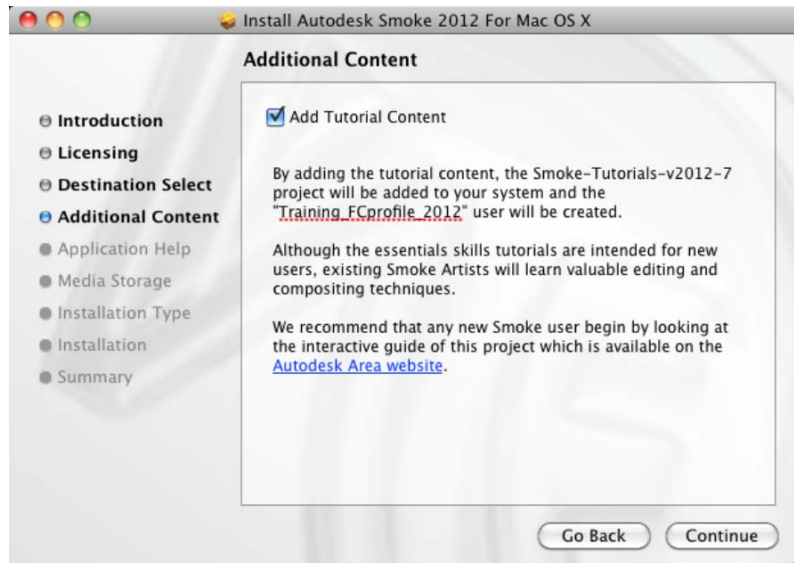 Install Autodesk Smoke 2012 For Mac OS X
Additional Content
Introduction
Licensing
Destination Select
Additional Content
Application Help
Media Storage
Installation Type
Installation
Summary
Add Tutorial Content
By adding the tutorial content, the Smoke-Tutorials-v2012-7
project will be added to your system and the
"Training_FCprofile_2012" user will be created.
Although the essentials skills tutorials are intended for new
users, existing Smoke Artists will learn valuable editing and
compositing techniques.
We recommend that any new Smoke user begin by looking at
the interactive guide of this project which is available on the
Autodesk Area website.
Go Back
Continue